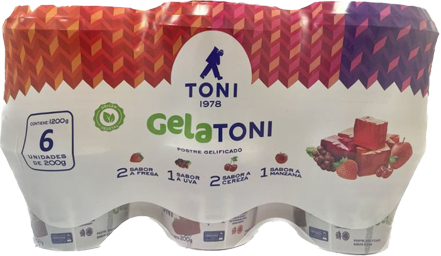 TONI
1978
GelaTONI
POSTRE GELIFICADO
CONTIENE 1200g
6
UNIDADES
DE 200g
2 SABOR A FRESA
1 SABOR A UVA
2 SABOR A CEREZA
1 SABOR A MANZANA